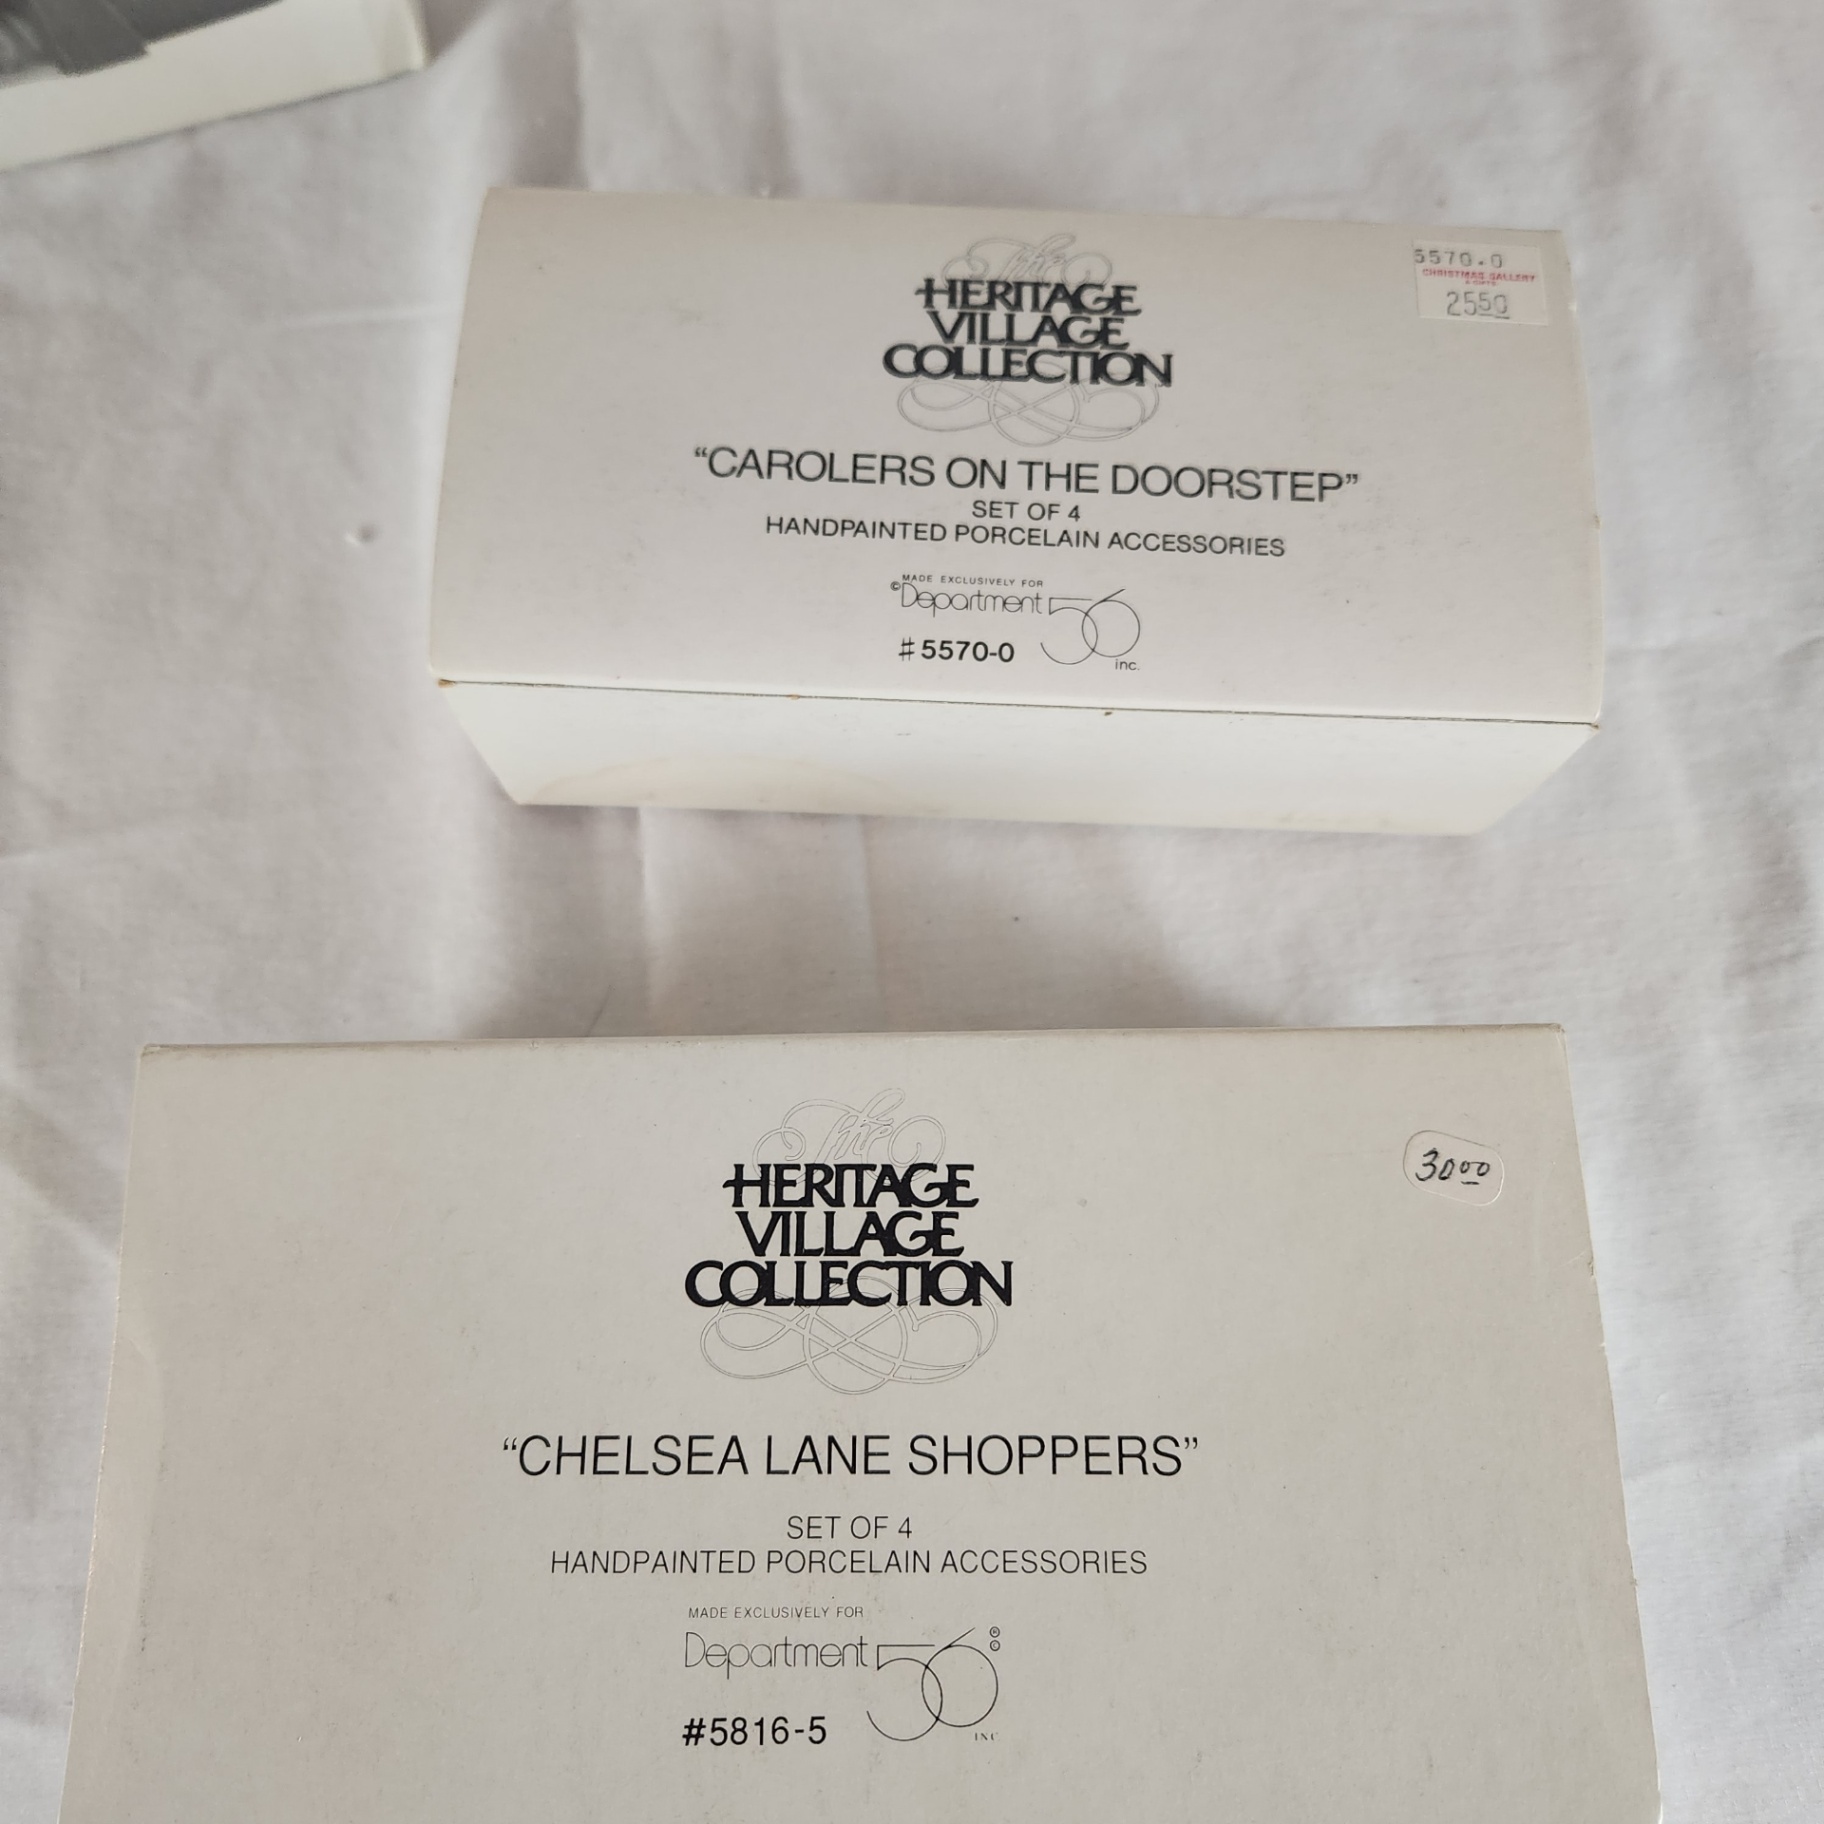 The
HERITAGE
VILLAGE
COLLECTION
5570.0
CHRISTMAS GALLERY
& GIFTS
2550
"CAROLERS ON THE DOORSTEP"
SET OF 4
HANDPAINTED PORCELAIN ACCESSORIES
MADE EXCLUSIVELY FOR
©Department 56
#5570-0
inc.
The
HERITAGE
VILLAGE
COLLECTION
3000
"CHELSEA LANE SHOPPERS"
SET OF 4
HANDPAINTED PORCELAIN ACCESSORIES
MADE EXCLUSIVELY FOR
Department 56 ® ©
#5816-5
INC.